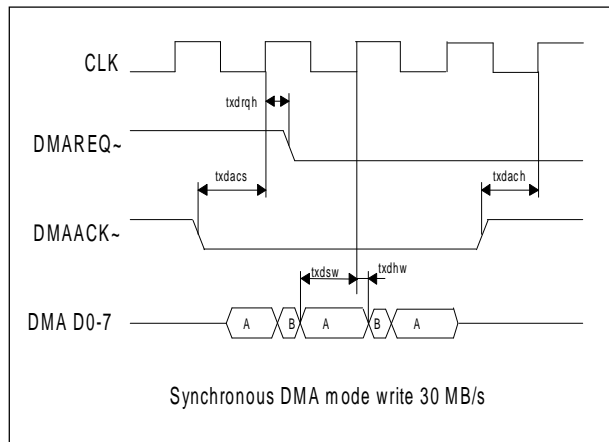 CLK
txdrqh
DMAREQ~
txdacs
txdach
DMAACK~
txdsw
txdhw
DMA D0-7
A
B
A
B
A
Synchronous DMA mode write 30 MB/s